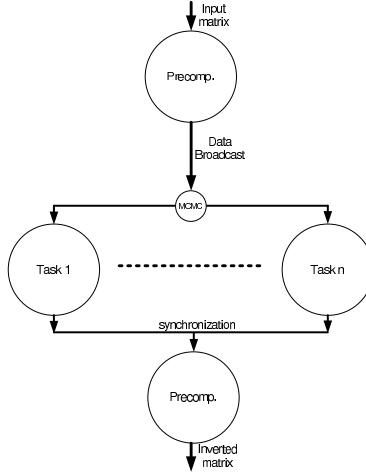 Input
matrix
Precomp.
Data
Broadcast
MCMC
Task 1
Task n
synchronization
Precomp.
Inverted
matrix